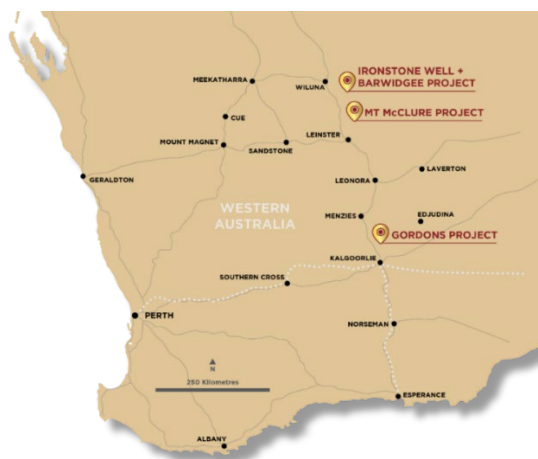 IRONSTONE WELL +
BARWIDGEE PROJECT
MEEKATHARRA
WILUNA
MT McCLURE PROJECT
CUE
LEINSTER
MOUNT MAGNET
SANDSTONE
LAVERTON
GERALDTON
LEONORA
WESTERN
AUSTRALIA
MENZIES
EDJUDINA
GORDONS PROJECT
KALGOORLIE
SOUTHERN CROSS
PERTH
NORSEMAN
N
250 Kilometres
ESPERANCE
ALBANY